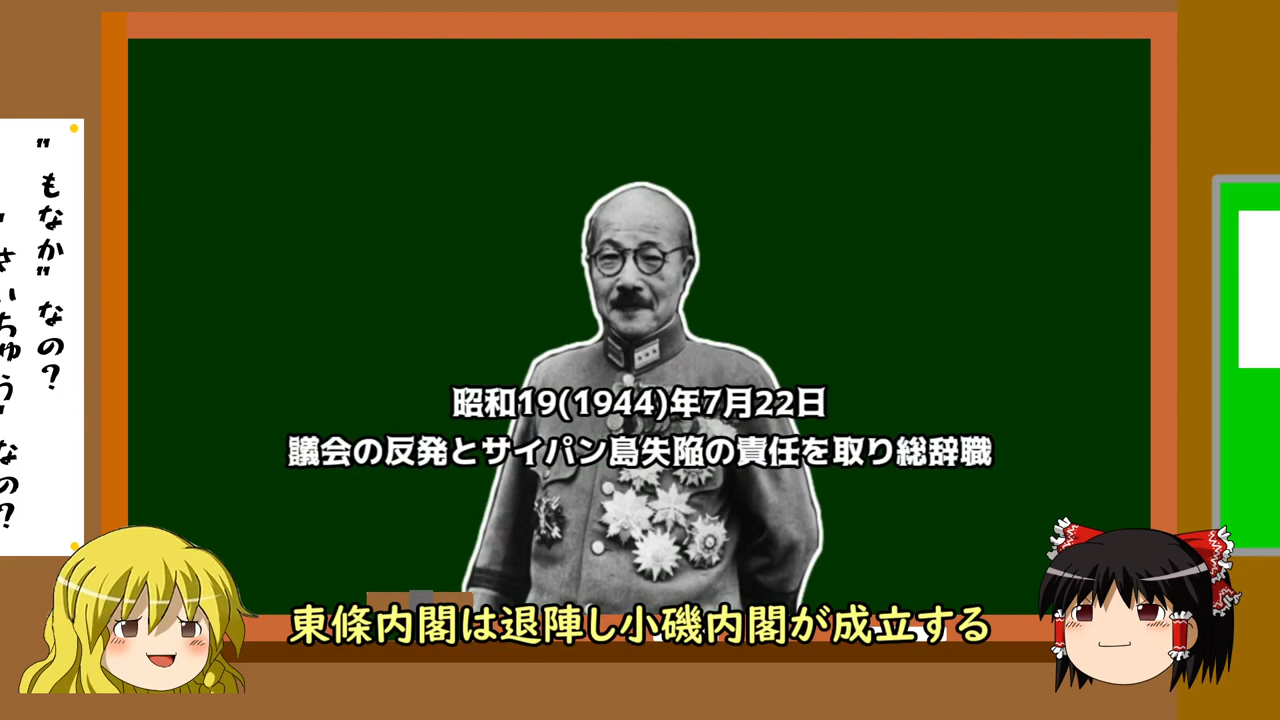 "もなか"なの?
"さいちゅう"なの?
昭和19(1944)年7月22日
議会の反発とサイパン島失陥の責任を取り総辞職
東條内閣は退陣し小磯内閣が成立する